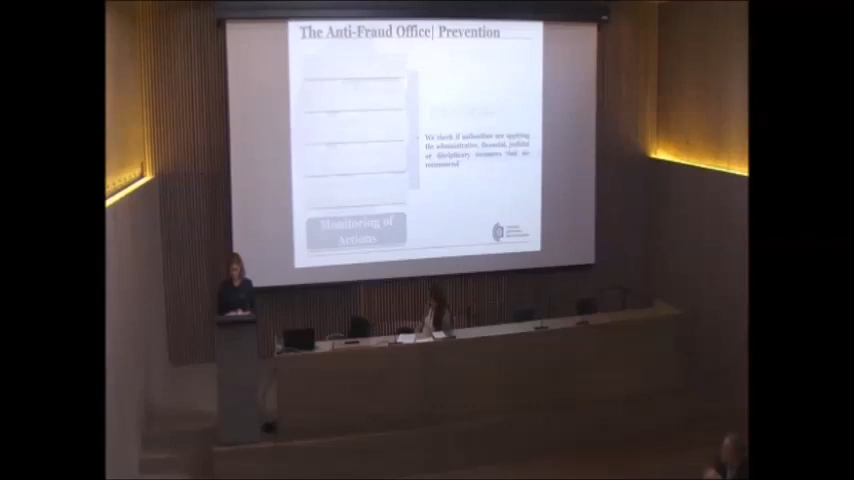 The Anti-Fraud Office| Prevention
We check if authorities are applying
the administrative, financial, judicial
or disciplinary measures that we
recommend
Monitoring of
Actions